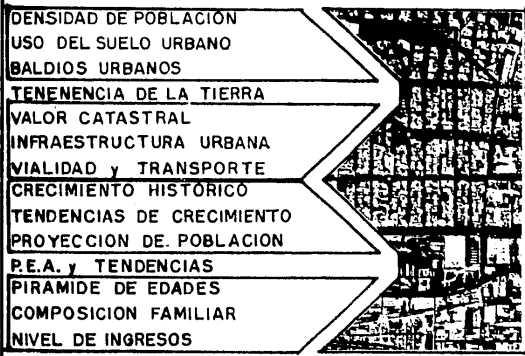 DENSIDAD DE POBLACION
USO DEL SUELO URBANO
BALDIOS URBANOS
TENENENCIA DE LA TIERRA
VALOR CATASTRAL
INFRAESTRUCTURA URBANA
VIALIDAD y TRANSPORTE
CRECIMIENTO HISTÓRICO
TENDENCIAS DE CRECIMIENTO
PROYECCION DE. POBLACION
P.E.A. y TENDENCIAS
PIRAMIDE DE EDADES
COMPOSICION FAMILIAR
NIVEL DE INGRESOS